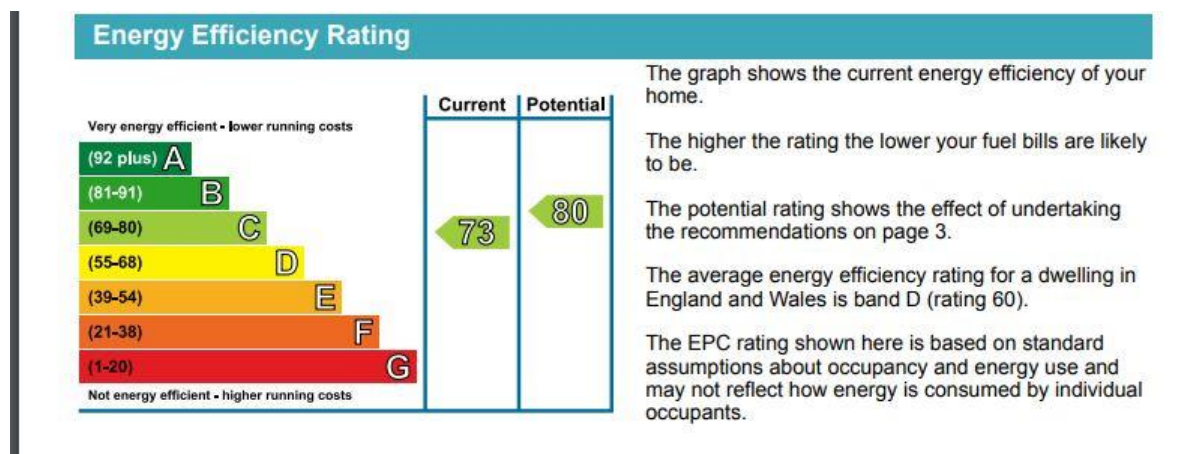 Energy Efficiency Rating
Current Potential
Very energy efficient - lower running costs
(92 plus) A
(81-91) B
(69-80) C
(55-68) D
(39-54) E
(21-38) F
(1-20) G
Not energy efficient - higher running costs
73
80
The graph shows the current energy efficiency of your
home.
The higher the rating the lower your fuel bills are likely
to be.
The potential rating shows the effect of undertaking
the recommendations on page 3.
The average energy efficiency rating for a dwelling in
England and Wales is band D (rating 60).
The EPC rating shown here is based on standard
assumptions about occupancy and energy use and
may not reflect how energy is consumed by individual
occupants.